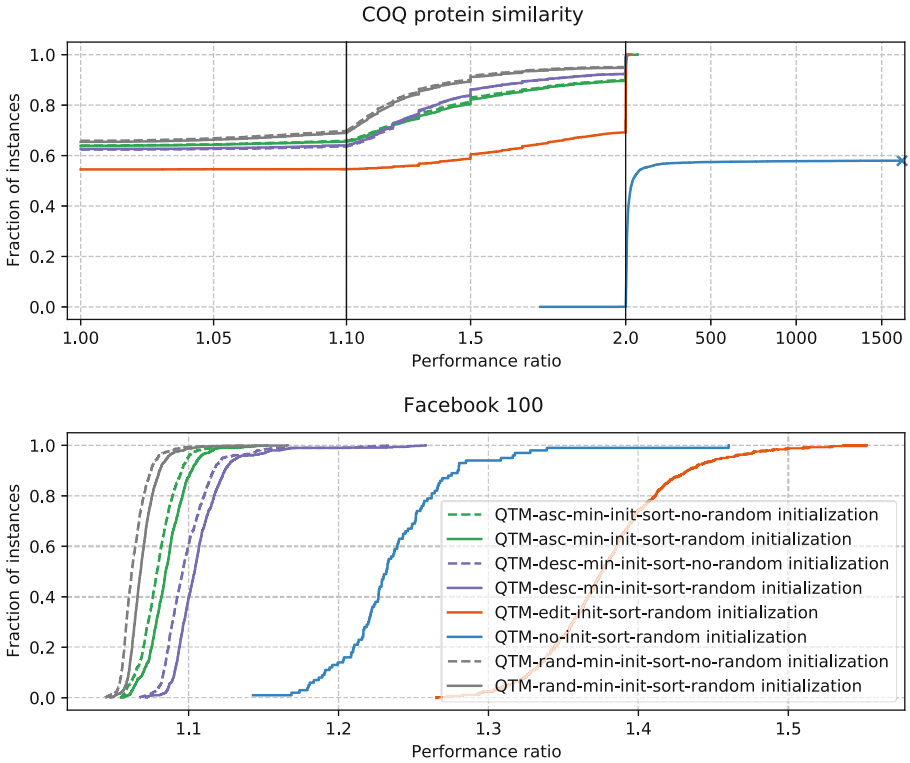 COQ protein similarity
Fraction of instances
1.0
0.8
0.6
0.4
0.2
0.0
1.00
1.05
1.10
1.5
2.0
500
1000
1500
Performance ratio
Facebook 100
Fraction of instances
1.0
0.8
0.6
0.4
0.2
0.0
QTM-asc-min-init-sort-no-random initialization
QTM-asc-min-init-sort-random initialization
QTM-desc-min-init-sort-no-random initialization
QTM-desc-min-init-sort-random initialization
QTM-edit-init-sort-random initialization
QTM-no-init-sort-random initialization
QTM-rand-min-init-sort-no-random initialization
QTM-rand-min-init-sort-random initialization
1.1
1.2
1.3
1.4
1.5
Performance ratio